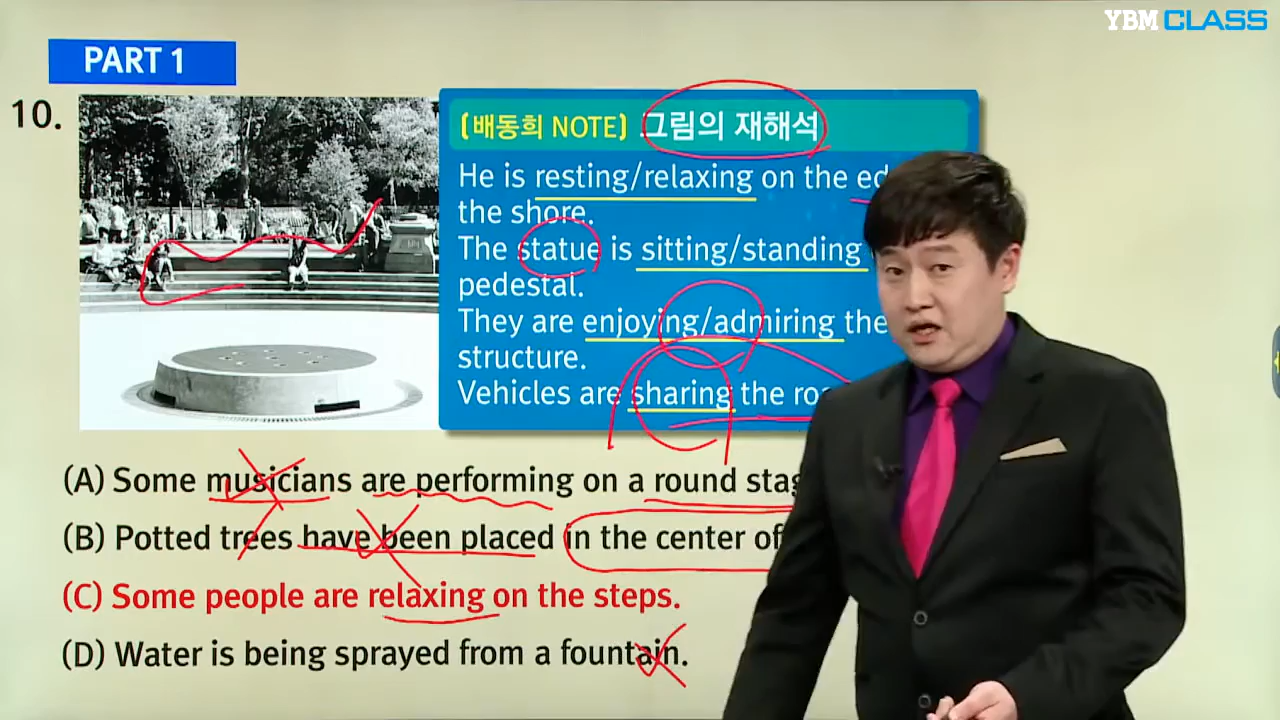 YBM CLASS
PART 1
10.
[배동희 NOTE] 그림의 재해석
He is resting/relaxing on the
the shore.
The statue is sitting/standing
pedestal.
They are enjoying/admiring the
structure.
Vehicles are sharing the
(A) Some musicians are performing on a round
(B) Potted trees have been placed in the center of
(C) Some people are relaxing on the steps.
(D) Water is being sprayed from a fountain.